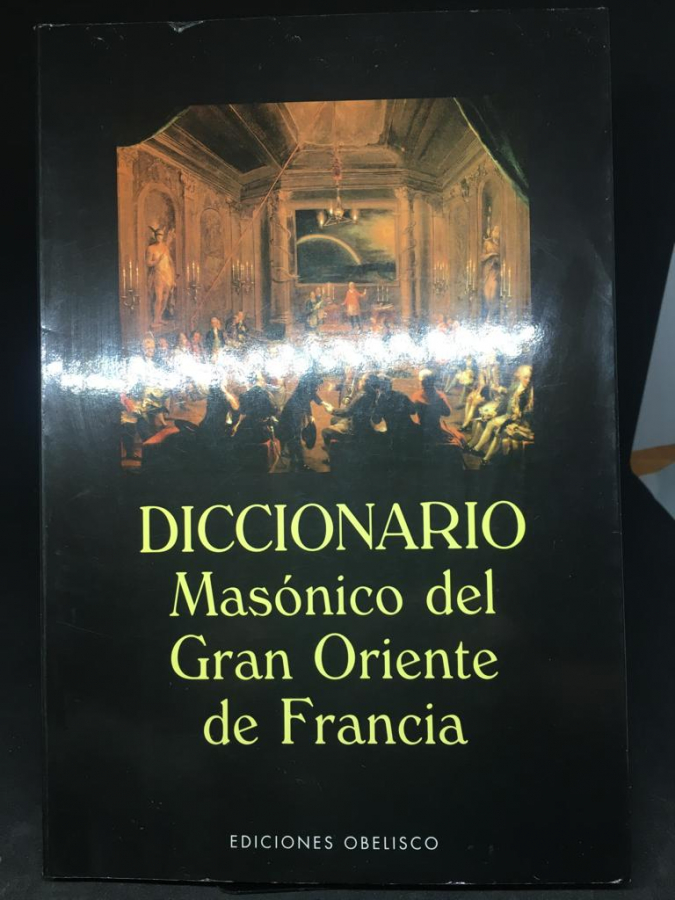 DICCIONARIO
Masónico del
Gran Oriente
de Francia
EDICIONES OBELISCO